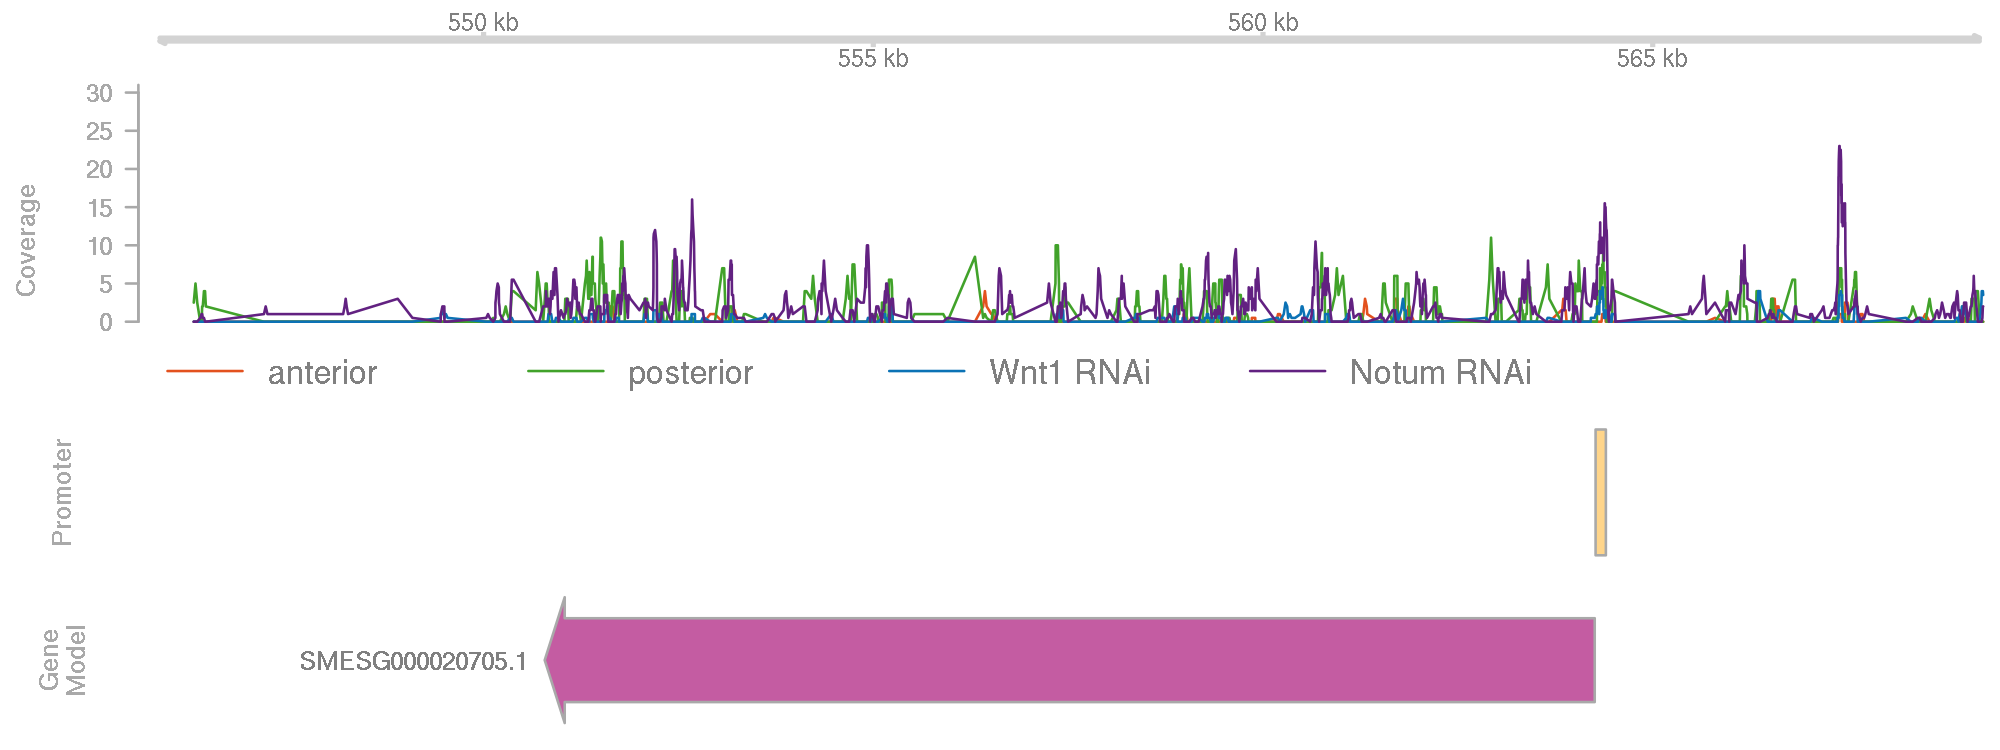 550 kb
560 kb
555 kb
565 kb
Coverage
30
25
20
15
10
5
0
anterior
posterior
Wnt1 RNAi
Notum RNAi
Promoter
Gene
Model
SMESG000020705.1